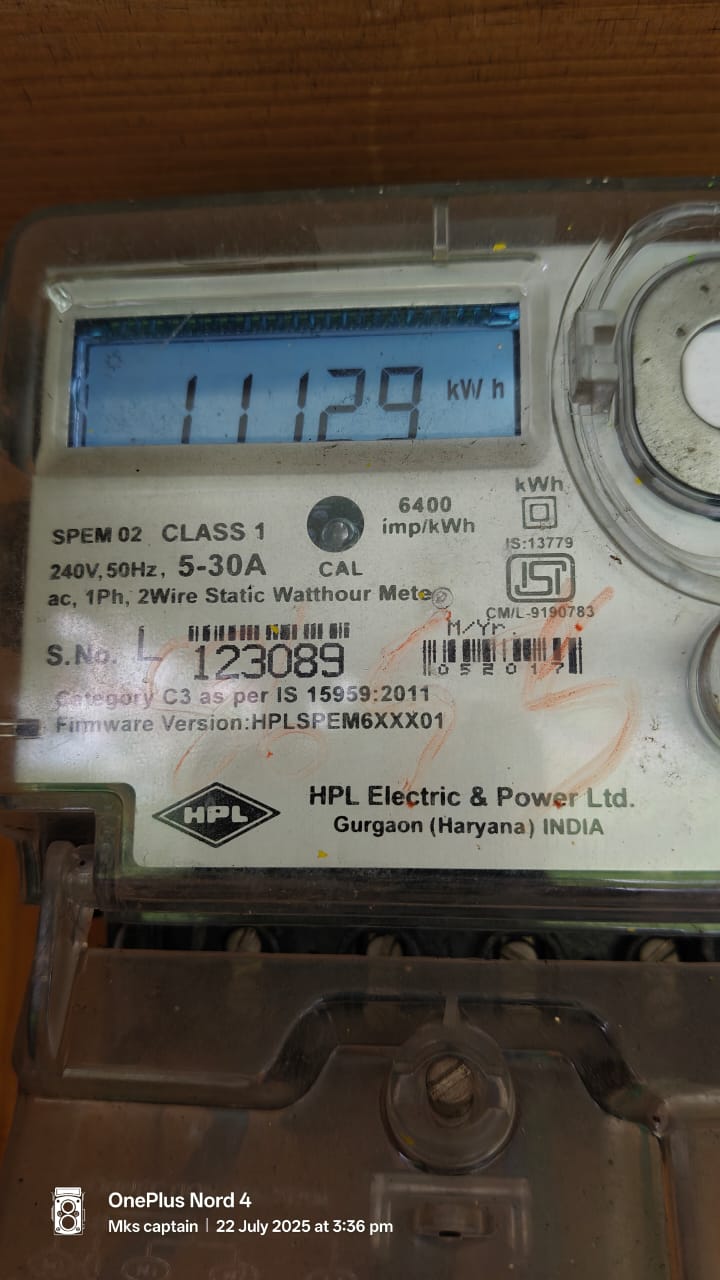 11129 kWh
kWh
6400
imp/kWh
SPEM 02 CLASS 1
CAL
IS:13779
240V, 50Hz, 5-30A
ISI
CM/L-9190783
ac, 1Ph, 2Wire Static Watthour Meter
M/Yr.
S.No. L 123089
052017
Category C3 as per IS 15959:2011
Firmware Version:HPLSPEM6XXX01
HPL
HPL Electric & Power Ltd.
Gurgaon (Haryana) INDIA
OnePlus Nord 4
Mks captain | 22 July 2025 at 3:36 pm